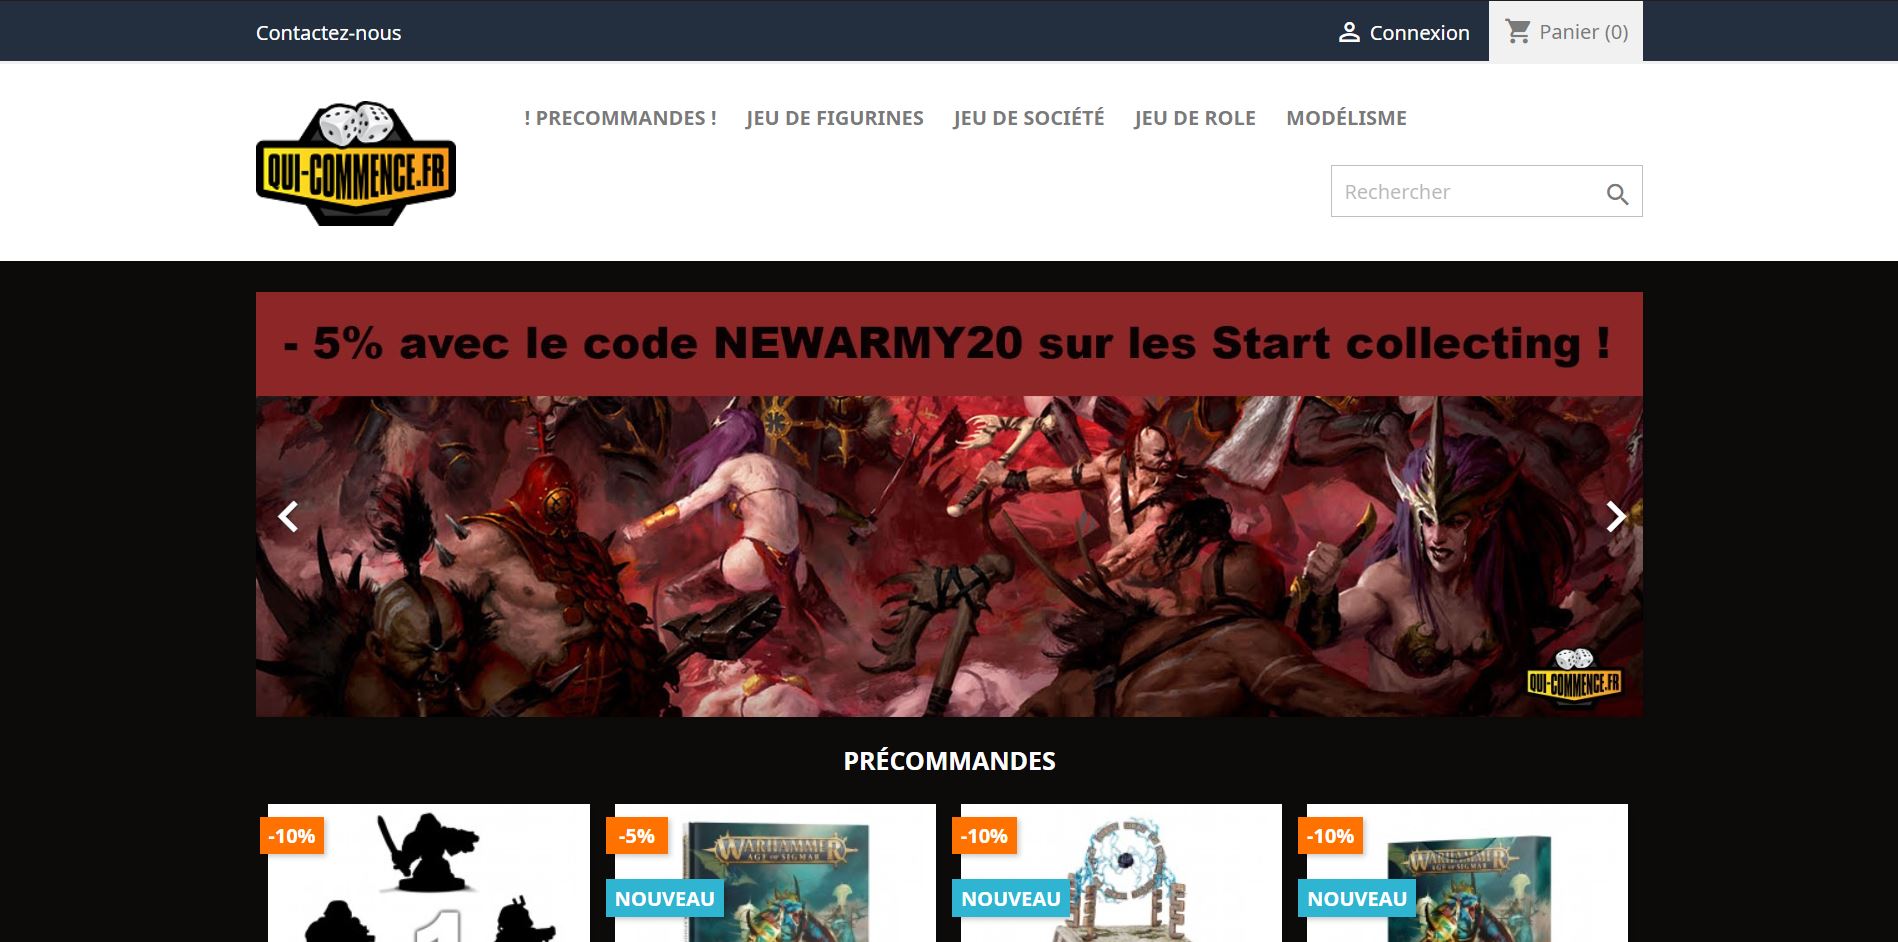 Contactez-nous
Connexion
Panier (0)
QUI-COMMENCE.FR
! PRECOMMANDES !
JEU DE FIGURINES
JEU DE SOCIÉTÉ
JEU DE ROLE
MODÉLISME
Rechercher
- 5% avec le code NEWARMY20 sur les Start collecting !
QUI-COMMENCE.FR
PRÉCOMMANDES
-10%
1
-5%
NOUVEAU
WARHAMMER
AGE OF SIGMAR
-10%
NOUVEAU
-10%
NOUVEAU
WARHAMMER
AGE OF SIGMAR